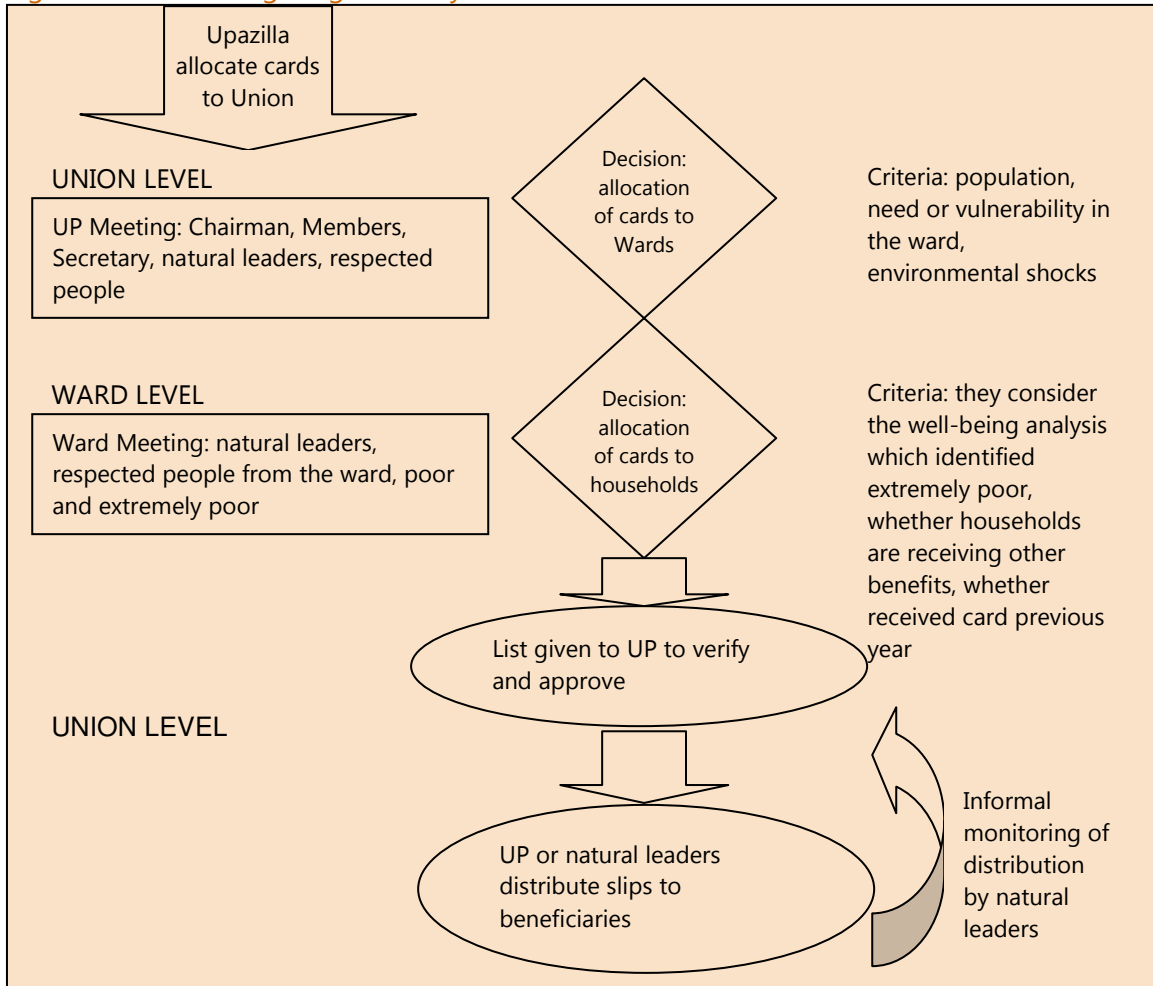 Upazilla
allocate cards
to Union
UNION LEVEL
UP Meeting: Chairman, Members,
Secretary, natural leaders, respected
people
Decision:
allocation
of cards to
Wards
Criteria: population,
need or vulnerability in
the ward,
environmental shocks
WARD LEVEL
Ward Meeting: natural leaders,
respected people from the ward, poor
and extremely poor
Decision:
allocation
of cards to
households
Criteria: they consider
the well-being analysis
which identified
extremely poor,
whether households
are receiving other
benefits, whether
received card previous
year
List given to UP to verify
and approve
UNION LEVEL
UP or natural leaders
distribute slips to
beneficiaries
Informal
monitoring of
distribution
by natural
leaders